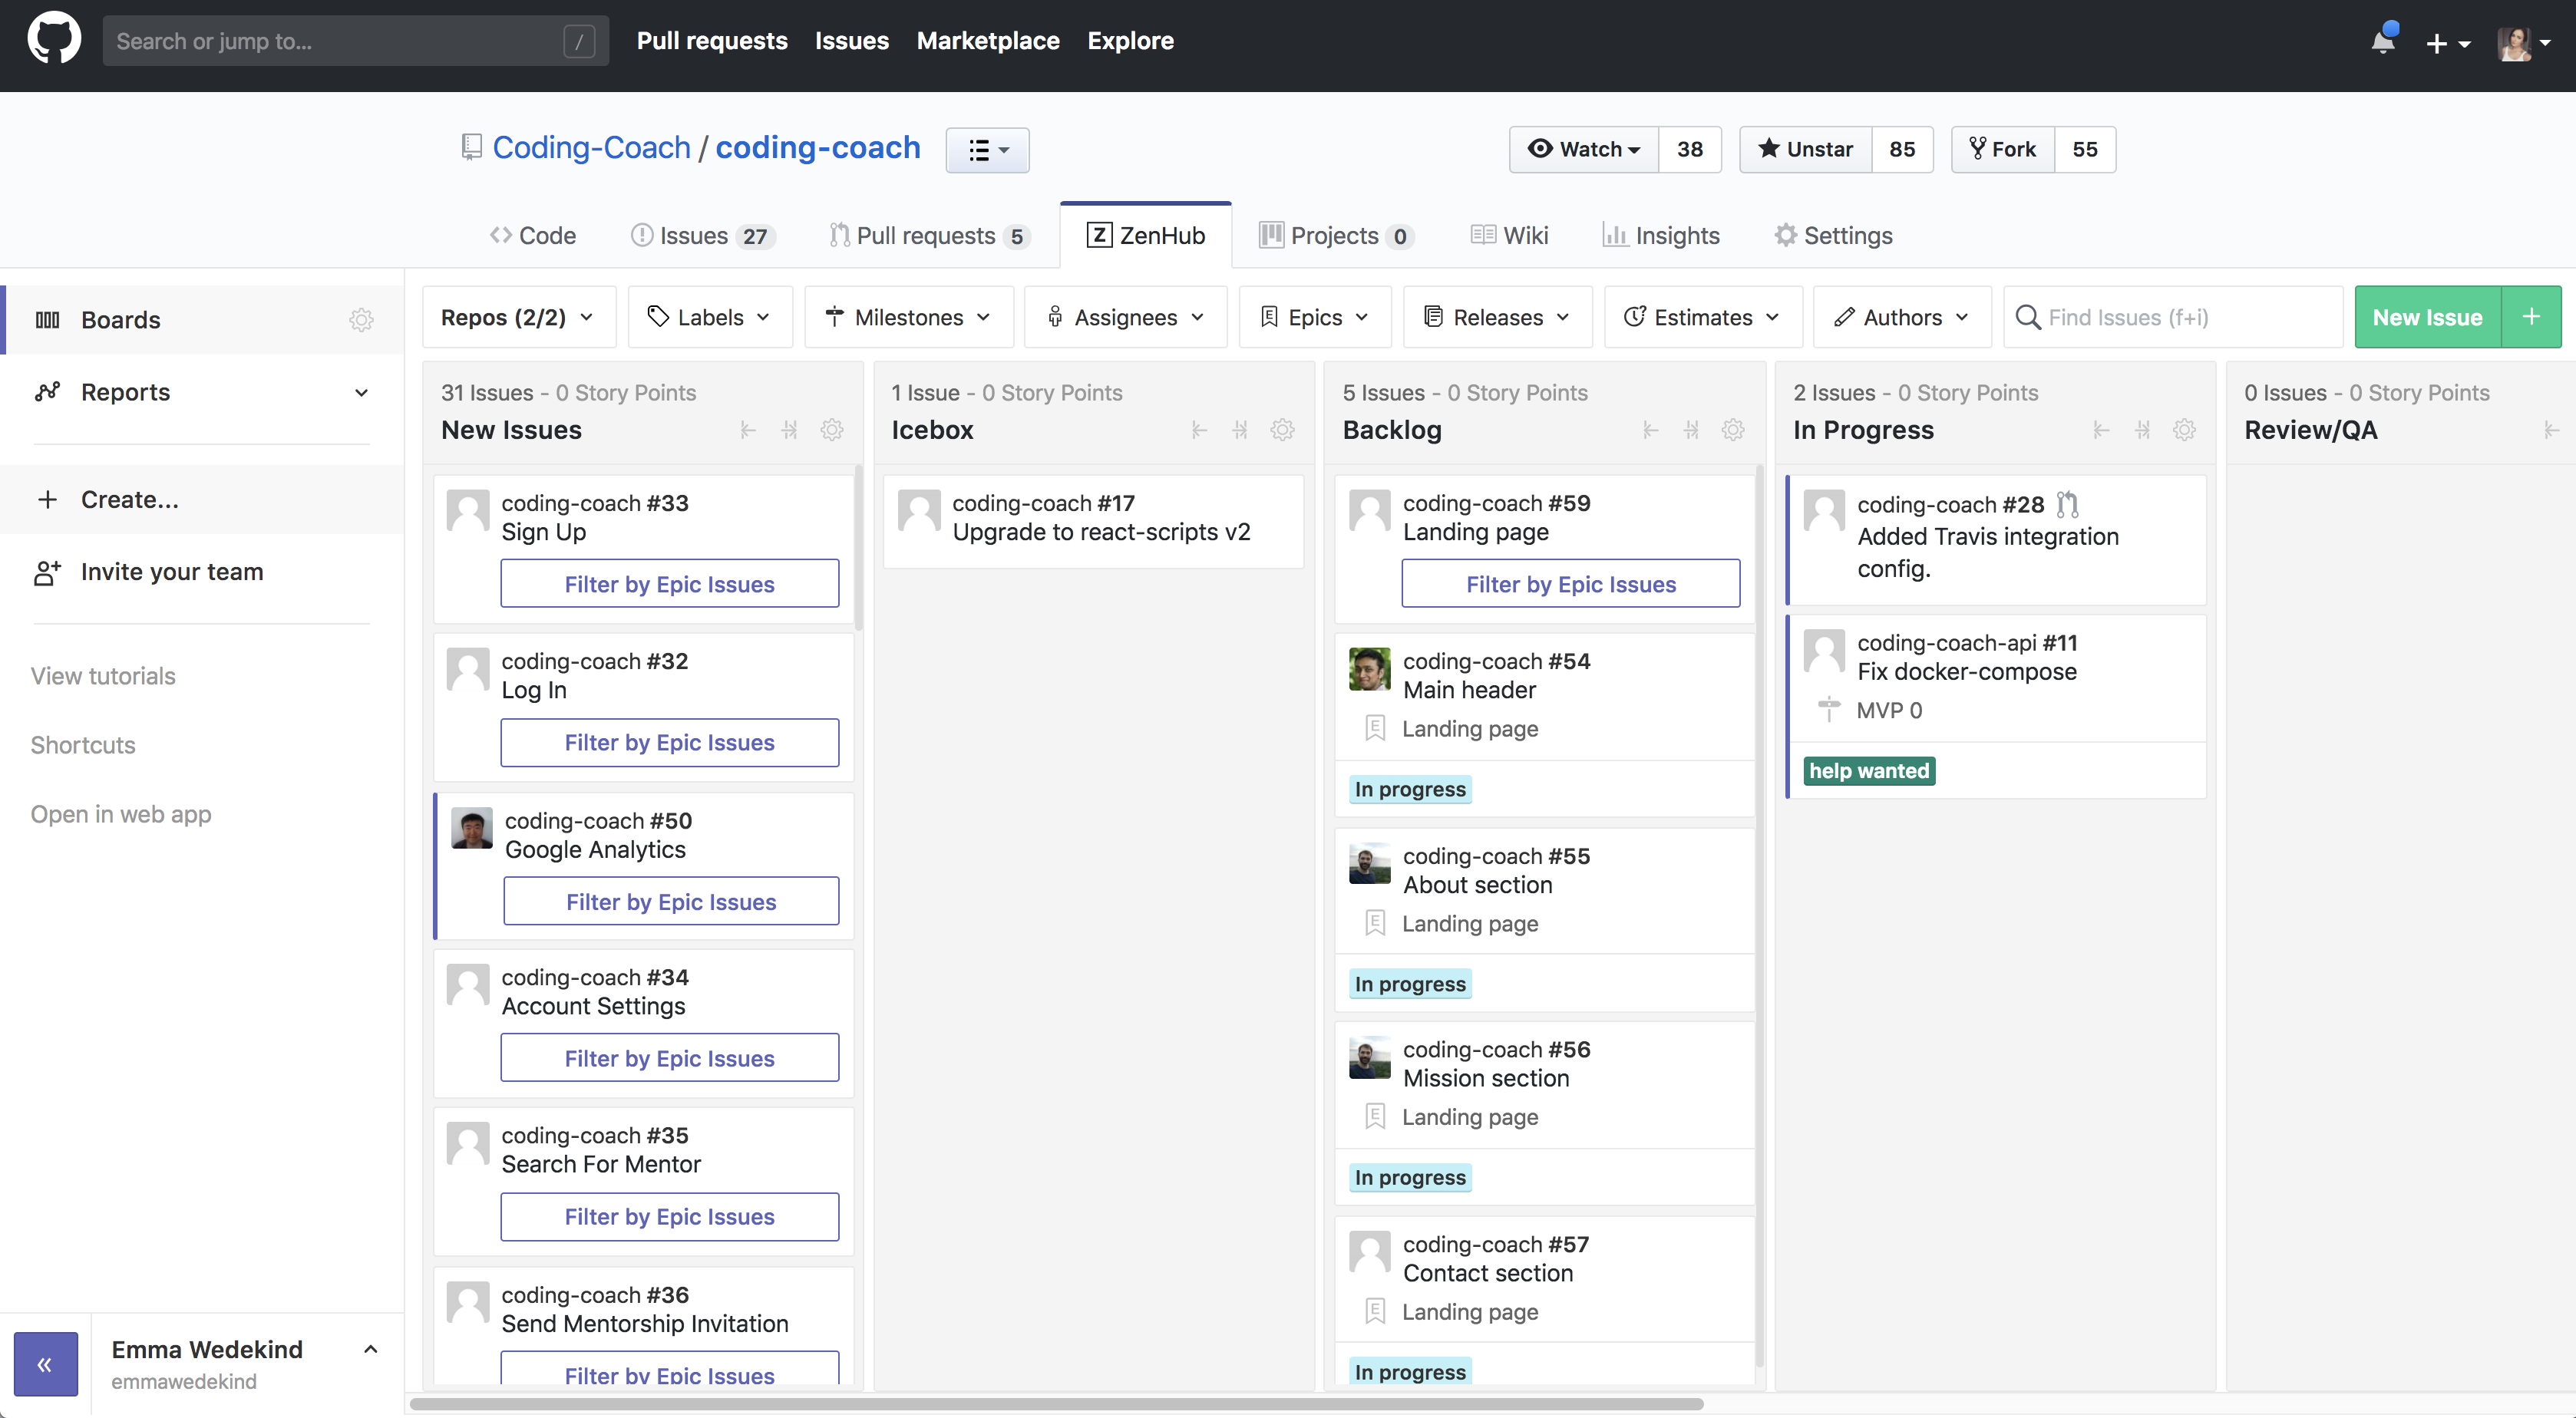 Search or jump to... /
Pull requests Issues Marketplace Explore
Coding-Coach / coding-coach
Watch 38 Unstar 85 Fork 55
Code Issues 27 Pull requests 5 Z ZenHub Projects 0 Wiki Insights Settings
Boards
Reports
Create...
Invite your team
View tutorials
Shortcuts
Open in web app
Emma Wedekind
emmawedekind
Repos (2/2) Labels Milestones Assignees E Epics Releases Estimates Authors Find Issues (f+i) New Issue +
31 Issues - 0 Story Points
New Issues
coding-coach #33
Sign Up
Filter by Epic Issues
coding-coach #32
Log In
Filter by Epic Issues
coding-coach #50
Google Analytics
Filter by Epic Issues
coding-coach #34
Account Settings
Filter by Epic Issues
coding-coach #35
Search For Mentor
Filter by Epic Issues
coding-coach #36
Send Mentorship Invitation
Filter by Epic Issues
1 Issue - 0 Story Points
Icebox
coding-coach #17
Upgrade to react-scripts v2
5 Issues - 0 Story Points
Backlog
coding-coach #59
Landing page
Filter by Epic Issues
coding-coach #54
Main header
E Landing page
In progress
coding-coach #55
About section
E Landing page
In progress
coding-coach #56
Mission section
E Landing page
In progress
coding-coach #57
Contact section
E Landing page
In progress
2 Issues - 0 Story Points
In Progress
coding-coach #28
Added Travis integration
config.
coding-coach-api #11
Fix docker-compose
MVP 0
help wanted
0 Issues - 0 Story Points
Review/QA